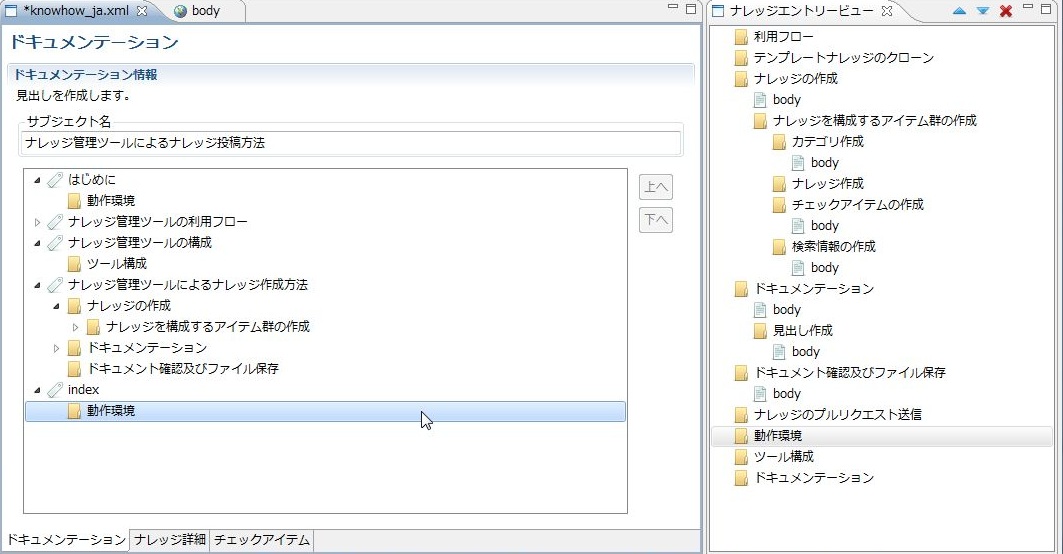 *knowhow_ja.xml
body
ドキュメンテーション
ドキュメンテーション情報
見出しを作成します。
サブジェクト名
ナレッジ管理ツールによるナレッジ投稿方法
はじめに
動作環境
ナレッジ管理ツールの利用フロー
ナレッジ管理ツールの構成
ツール構成
ナレッジ管理ツールによるナレッジ作成方法
ナレッジの作成
ナレッジを構成するアイテム群の作成
ドキュメンテーション
ドキュメント確認及びファイル保存
index
動作環境
上へ
下へ
ドキュメンテーション
ナレッジ詳細
チェックアイテム
ナレッジエントリービュー
利用フロー
テンプレートナレッジのクローン
ナレッジの作成
body
ナレッジを構成するアイテム群の作成
カテゴリ作成
body
ナレッジ作成
チェックアイテムの作成
body
検索情報の作成
body
ドキュメンテーション
body
見出し作成
body
ドキュメント確認及びファイル保存
body
ナレッジのプルリクエスト送信
動作環境
ツール構成
ドキュメンテーション